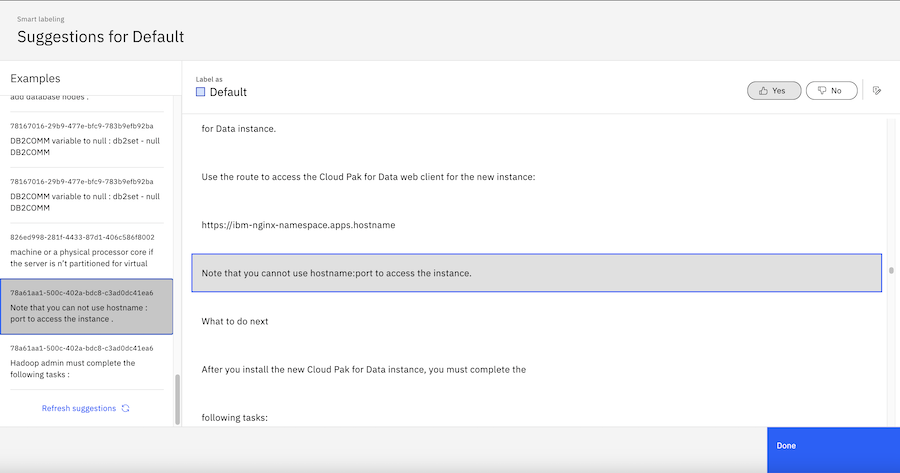 Smart labeling
Suggestions for Default
Examples
add database nodes .
78167016-29b9-477e-bfc9-783b9efb92ba
DB2COMM variable to null : db2set - null
DB2COMM
78167016-29b9-477e-bfc9-783b9efb92ba
DB2COMM variable to null : db2set - null
DB2COMM
826ed998-281f-4433-87d1-406c586f8002
machine or a physical processor core if
the server is n't partitioned for virtual
78a61aa1-500c-402a-bdc8-c3ad0dc41ea6
Note that you can not use hostname :
port to access the instance .
78a61aa1-500c-402a-bdc8-c3ad0dc41ea6
Hadoop admin must complete the
following tasks :
Refresh suggestions
Label as
Default
Yes
No
for Data instance.
Use the route to access the Cloud Pak for Data web client for the new instance:
https://ibm-nginx-namespace.apps.hostname
Note that you cannot use hostname:port to access the instance.
What to do next
After you install the new Cloud Pak for Data instance, you must complete the
following tasks:
Done